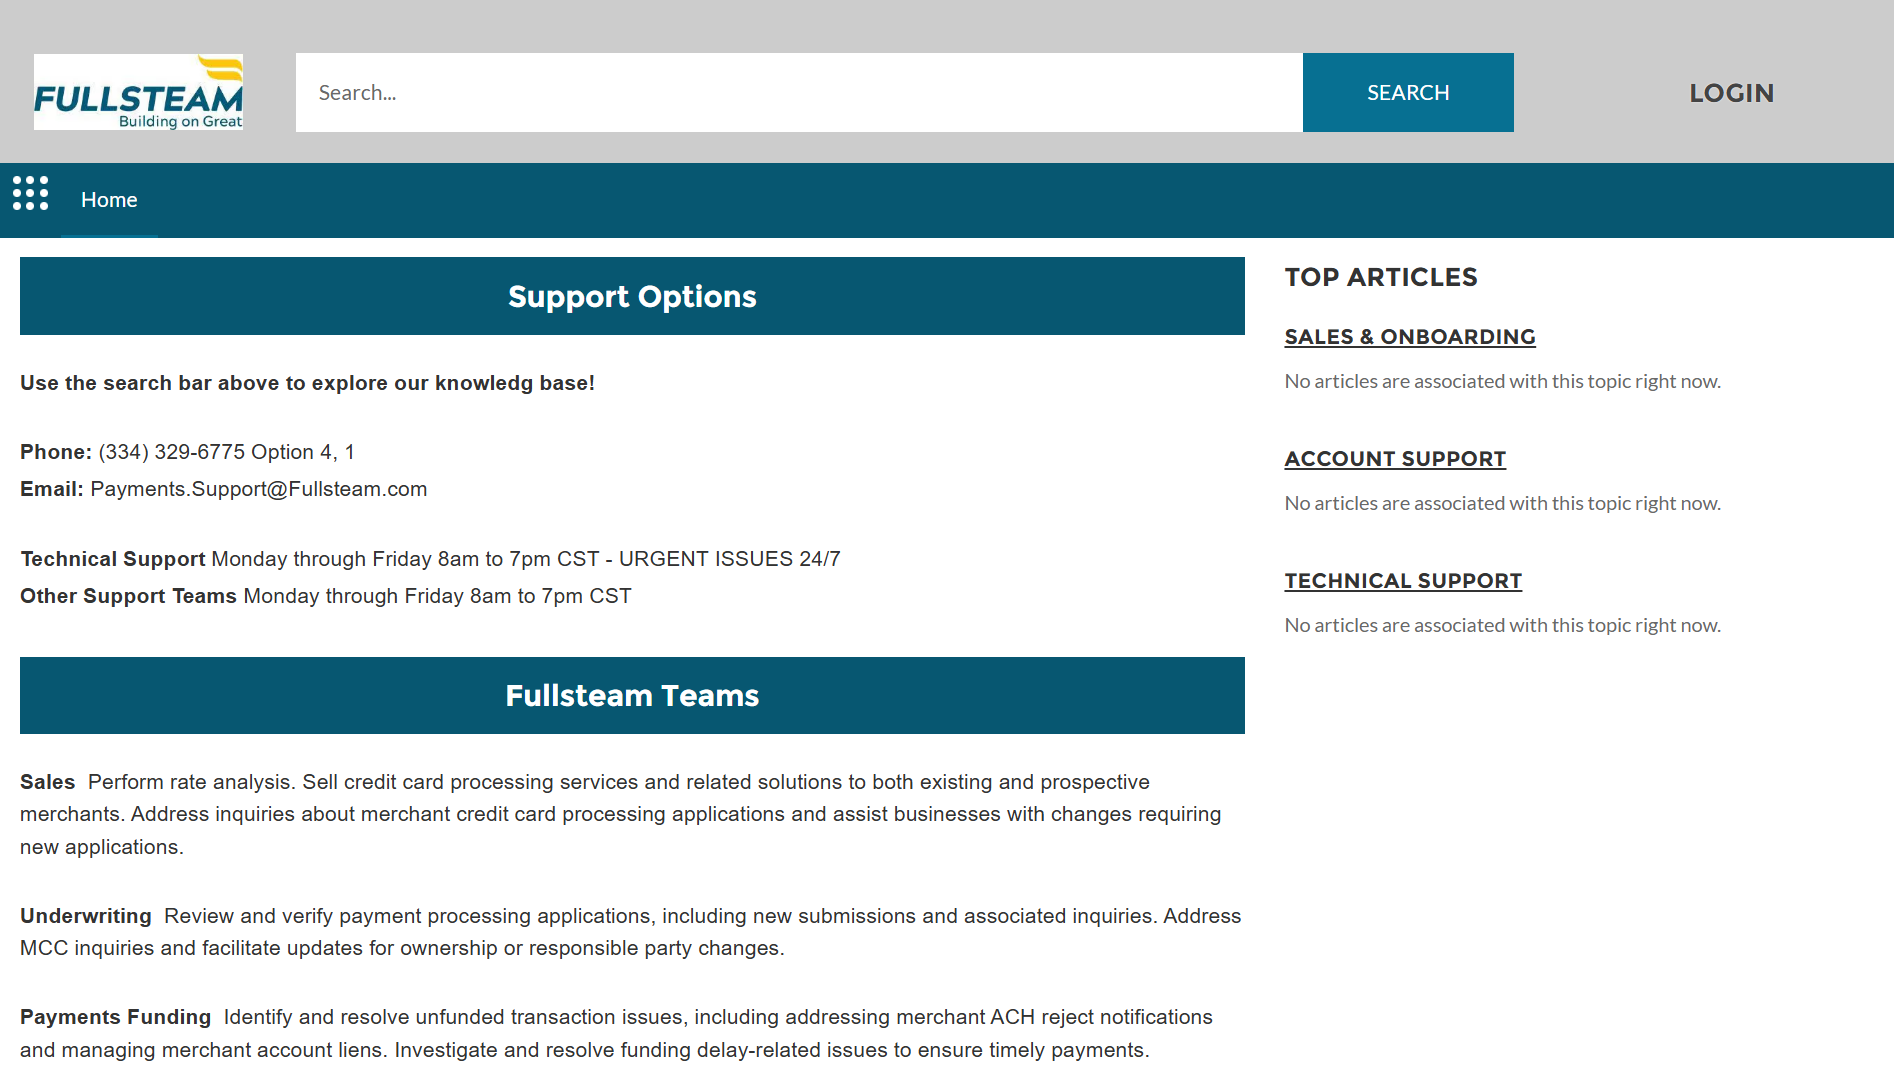 FULLSTEAM
Building on Great
Search...
SEARCH
LOGIN
Home
Support Options
Use the search bar above to explore our knowledg base!
Phone: (334) 329-6775 Option 4, 1
Email: Payments.Support@Fullsteam.com
Technical Support Monday through Friday 8am to 7pm CST - URGENT ISSUES 24/7
Other Support Teams Monday through Friday 8am to 7pm CST
Fullsteam Teams
Sales  Perform rate analysis. Sell credit card processing services and related solutions to both existing and prospective
merchants. Address inquiries about merchant credit card processing applications and assist businesses with changes requiring
new applications.
Underwriting  Review and verify payment processing applications, including new submissions and associated inquiries. Address
MCC inquiries and facilitate updates for ownership or responsible party changes.
Payments Funding  Identify and resolve unfunded transaction issues, including addressing merchant ACH reject notifications
and managing merchant account liens. Investigate and resolve funding delay-related issues to ensure timely payments.
TOP ARTICLES
SALES & ONBOARDING
No articles are associated with this topic right now.
ACCOUNT SUPPORT
No articles are associated with this topic right now.
TECHNICAL SUPPORT
No articles are associated with this topic right now.